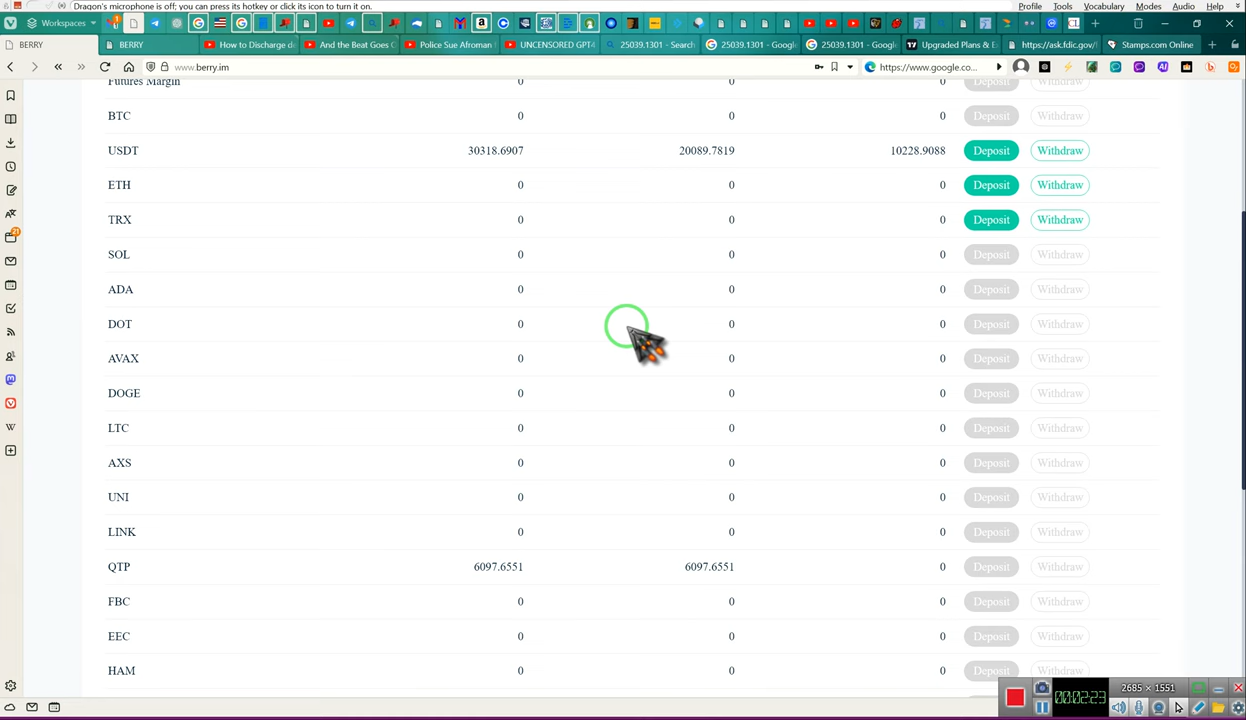 Dragon's microphone is off; you can press its hotkey or click its icon to turn it on.
Profile Tools Vocabulary Modes Audio Help
Workspaces
BERRY
BERRY
How to Discharge d
And the Beat Goes
Police Sue Afroman
UNCENSORED GPT4
25039.1301 - Search
25039.1301 - Google
25039.1301 - Google
Upgraded Plans & E
https://ask.fdic.gov/
Stamps.com Online
www.berry.im
https://www.google.co...
Futures Margin 0 0 0 Deposit Withdraw
BTC 0 0 0 Deposit Withdraw
USDT 30318.6907 20089.7819 10228.9088 Deposit Withdraw
ETH 0 0 0 Deposit Withdraw
TRX 0 0 0 Deposit Withdraw
SOL 0 0 0 Deposit Withdraw
ADA 0 0 0 Deposit Withdraw
DOT 0 0 0 Deposit Withdraw
AVAX 0 0 0 Deposit Withdraw
DOGE 0 0 0 Deposit Withdraw
LTC 0 0 0 Deposit Withdraw
AXS 0 0 0 Deposit Withdraw
UNI 0 0 0 Deposit Withdraw
LINK 0 0 0 Deposit Withdraw
QTP 6097.6551 6097.6551 0 Deposit Withdraw
FBC 0 0 0 Deposit Withdraw
EEC 0 0 0 Deposit Withdraw
HAM 0 0 0 Deposit Withdraw
00:02:23
2685 × 1551